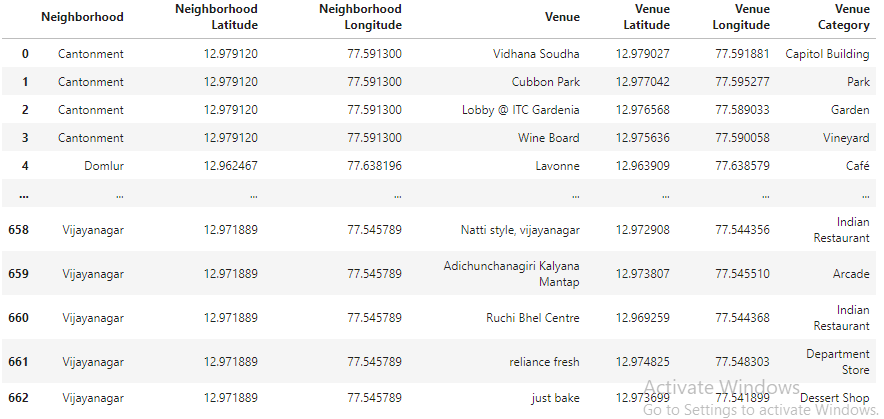 Neighborhood Neighborhood Latitude Neighborhood Longitude Venue Venue Latitude Venue Longitude Venue Category
0 Cantonment 12.979120 77.591300 Vidhana Soudha 12.979027 77.591881 Capitol Building
1 Cantonment 12.979120 77.591300 Cubbon Park 12.977042 77.595277 Park
2 Cantonment 12.979120 77.591300 Lobby @ ITC Gardenia 12.976568 77.589033 Garden
3 Cantonment 12.979120 77.591300 Wine Board 12.975636 77.590058 Vineyard
4 Domlur 12.962467 77.638196 Lavonne 12.963909 77.638579 Café
... ... ... ... ... ... ... ...
658 Vijayanagar 12.971889 77.545789 Natti style, vijayanagar 12.972908 77.544356 Indian Restaurant
659 Vijayanagar 12.971889 77.545789 Adichunchanagiri Kalyana Mantap 12.973807 77.545510 Arcade
660 Vijayanagar 12.971889 77.545789 Ruchi Bhel Centre 12.969259 77.544368 Indian Restaurant
661 Vijayanagar 12.971889 77.545789 reliance fresh 12.974825 77.548303 Department Store
662 Vijayanagar 12.971889 77.545789 just bake 12.973699 77.541899 Dessert Shop
Activate Windows
Go to Settings to activate Windows.